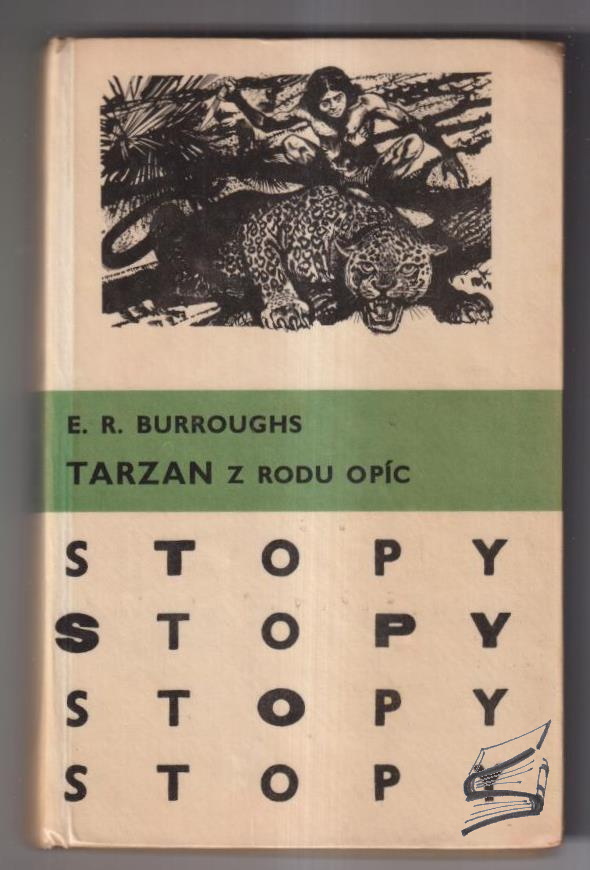 E. R. BURROUGHS
TARZAN Z RODU OPÍC
S T O P Y
S T O P Y
S T O P Y
S T O P